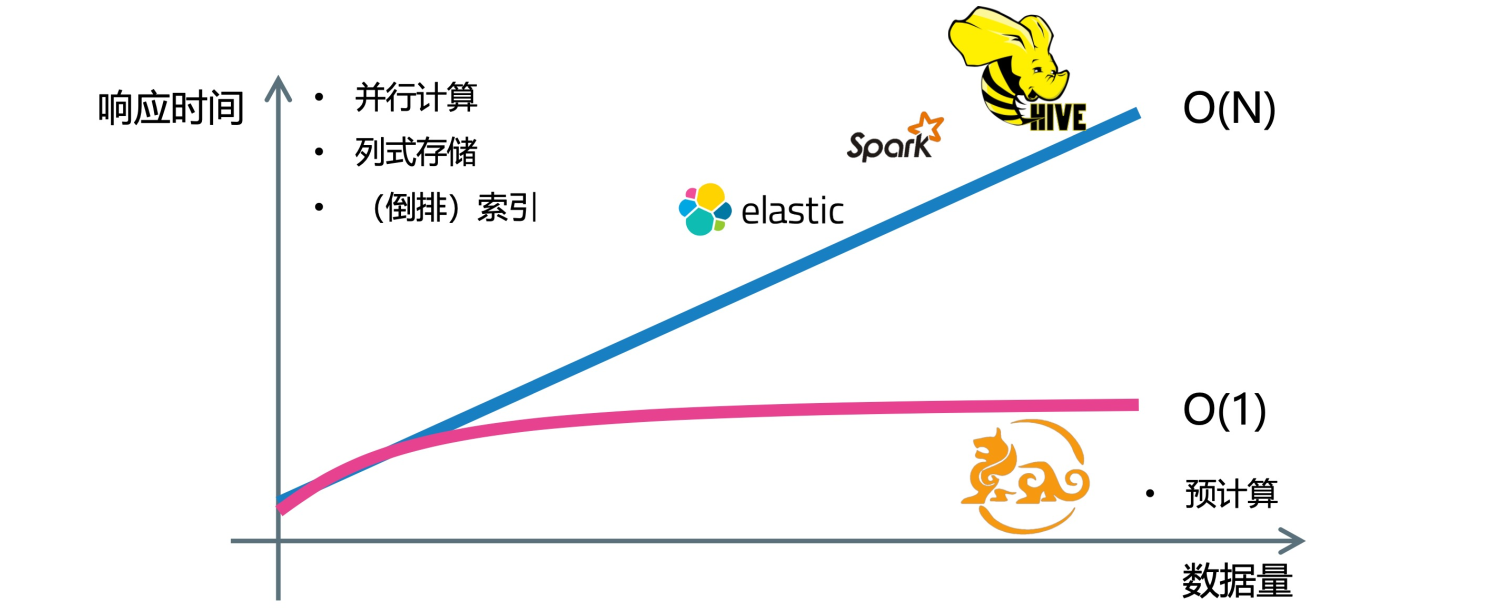 响应时间
• 并行计算
• 列式存储
• （倒排）索引
elastic
Spark
HIVE
O(N)
O(1)
• 预计算
数据量